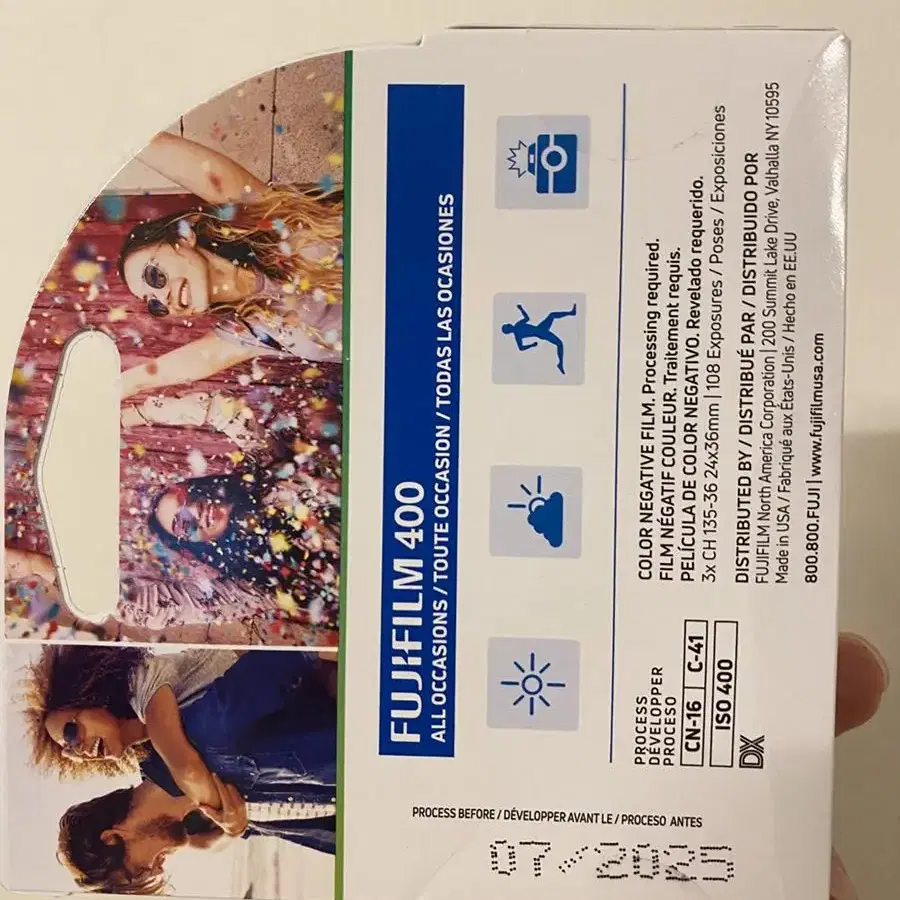 FUJIFILM 400
ALL OCCASIONS / TOUTE OCCASION / TODAS LAS OCASIONES
COLOR NEGATIVE FILM. Processing required.
FILM NÉGATIF COULEUR. Traitement requis.
PELÍCULA DE COLOR NEGATIVO. Revelado requerido.
3x CH 135-36 24x36mm | 108 Exposures / Poses / Exposiciones
DISTRIBUTED BY / DISTRIBUÉ PAR / DISTRIBUIDO POR
FUJIFILM North America Corporation | 200 Summit Lake Drive, Valhalla NY 10595
Made in USA / Fabriqué aux États-Unis / Hecho en EE.UU
800.800.FUJI | www.fujifilmusa.com
PROCESS
DÉVELOPPER
PROCESO
CN-16 | C-41
ISO 400
DX
PROCESS BEFORE / DÉVELOPPER AVANT LE / PROCESO ANTES
07/2025